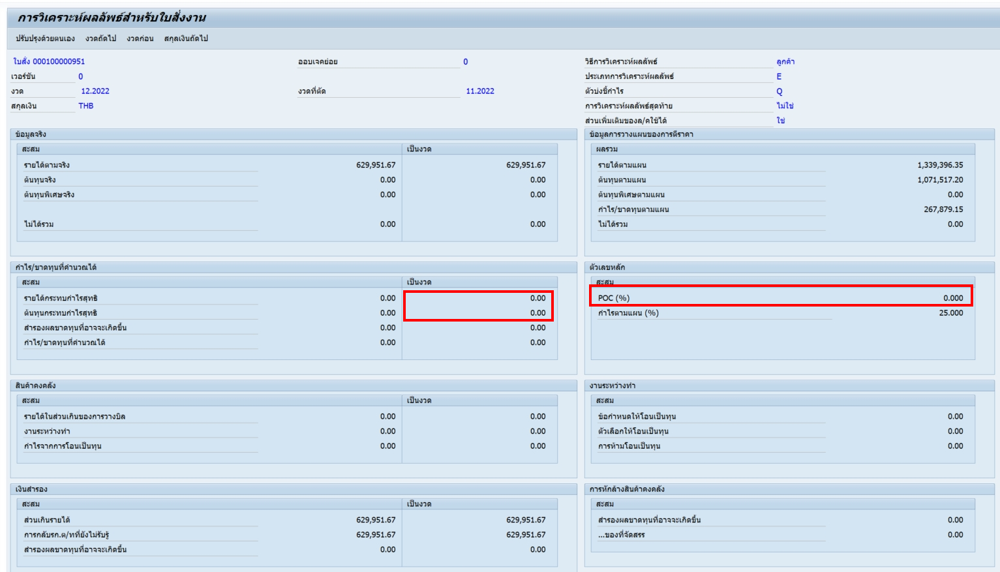 การวิเคราะห์ผลลัพธ์สำหรับใบสั่งงาน
ปรับปรุงด้วยตนเอง งวดถัดไป งวดก่อน สกุลเงินถัดไป
ใบสั่ง 000100000951 ออบเจคย่อย 0 วิธีการวิเคราะห์ผลลัพธ์ ลูกค้า
เวอร์ชัน 0 ประเภทการวิเคราะห์ผลลัพธ์ E
งวด 12.2022 งวดที่ตัด 11.2022 ตัวบ่งชี้กำไร Q
สกุลเงิน THB การวิเคราะห์ผลลัพธ์สุดท้าย ไม่ใช่
ส่วนเพิ่มเติมของล/คใช้ได้ ใช่
ข้อมูลจริง
สะสม เป็นงวด
รายได้ตามจริง 629,951.67 629,951.67
ต้นทุนจริง 0.00 0.00
ต้นทุนพิเศษจริง 0.00 0.00
ไม่ได้รวม 0.00 0.00
ข้อมูลการวางแผนของการตีราคา
ผลรวม
รายได้ตามแผน 1,339,396.35
ต้นทุนตามแผน 1,071,517.20
ต้นทุนพิเศษตามแผน 0.00
กำไร/ขาดทุนตามแผน 267,879.15
ไม่ได้รวม 0.00
กำไร/ขาดทุนที่คำนวณได้
สะสม เป็นงวด
รายได้กระทบกำไรสุทธิ 0.00 0.00
ต้นทุนกระทบกำไรสุทธิ 0.00 0.00
สำรองผลขาดทุนที่อาจจะเกิดขึ้น 0.00 0.00
กำไร/ขาดทุนที่คำนวณได้ 0.00 0.00
ตัวเลขหลัก
สะสม
POC (%) 0.000
กำไรตามแผน (%) 25.000
สินค้าคงคลัง
สะสม เป็นงวด
รายได้ในส่วนเกินของการวางบิล 0.00 0.00
งานระหว่างทำ 0.00 0.00
กำไรจากการโอนเป็นทุน 0.00 0.00
งานระหว่างทำ
สะสม
ข้อกำหนดให้โอนเป็นทุน 0.00
ตัวเลือกให้โอนเป็นทุน 0.00
การห้ามโอนเป็นทุน 0.00
เงินสำรอง
สะสม เป็นงวด
ส่วนเกินรายได้ 629,951.67 629,951.67
การกลับรก.ต/ทที่ยังไม่รับรู้ 629,951.67 629,951.67
สำรองผลขาดทุนที่อาจจะเกิดขึ้น 0.00 0.00
การหักล้างสินค้าคงคลัง
สะสม
สำรองผลขาดทุนที่อาจจะเกิดขึ้น 0.00
...ของที่จัดสรร 0.00